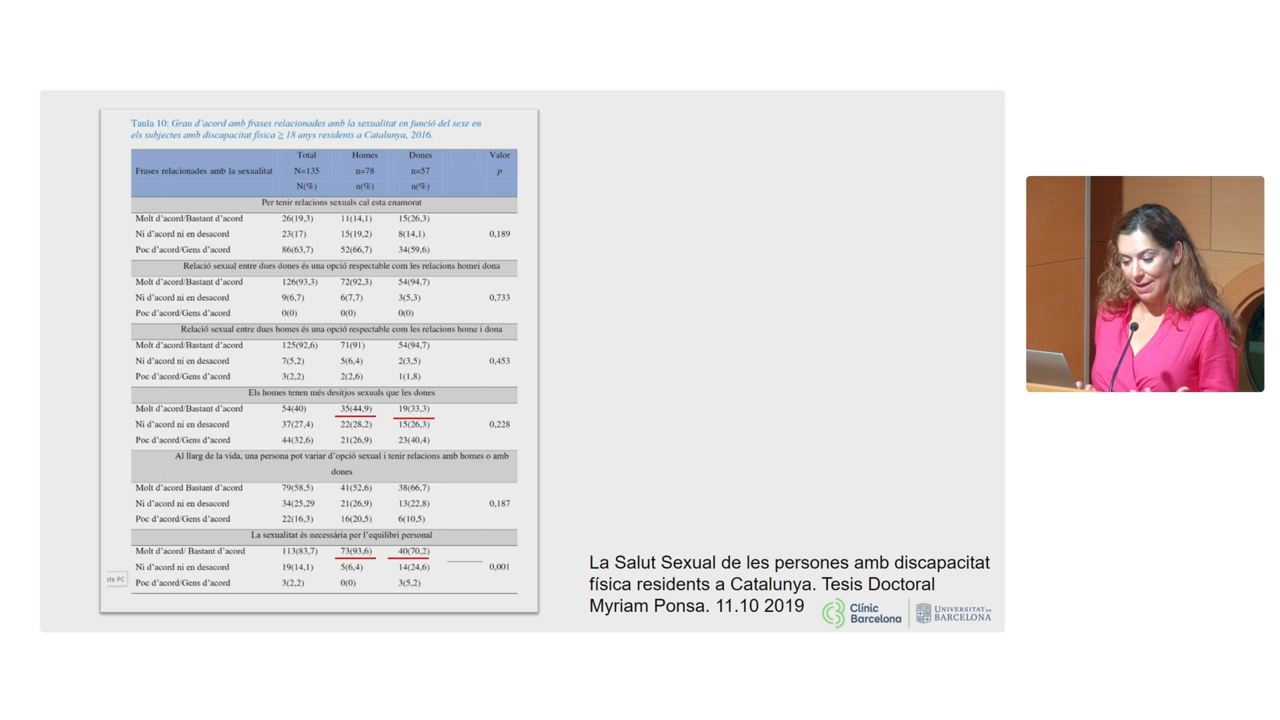 Taula 10: Grau d'acord amb frases relacionades amb la sexualitat en funció del sexe en
els subjectes amb discapacitat física ≥ 18 anys residents a Catalunya, 2016.
Total Homes Dones Valor
Frases relacionades amb la sexualitat N=135 n=78 n=57 p
N(%) n(%) n(%)
Per tenir relacions sexuals cal esta enamorat
Molt d'acord/Bastant d'acord 26(19,3) 11(14,1) 15(26,3)
Ni d'acord ni en desacord 23(17) 15(19,2) 8(14,1) 0,189
Poc d'acord/Gens d'acord 86(63,7) 52(66,7) 34(59,6)
Relació sexual entre dues dones és una opció respectable com les relacions homei dona
Molt d'acord/Bastant d'acord 126(93,3) 72(92,3) 54(94,7)
Ni d'acord ni en desacord 9(6,7) 6(7,7) 3(5,3) 0,733
Poc d'acord/Gens d'acord 0(0) 0(0) 0(0)
Relació sexual entre dues homes és una opció respectable com les relacions home i dona
Molt d'acord/Bastant d'acord 125(92,6) 71(91) 54(94,7)
Ni d'acord ni en desacord 7(5,2) 5(6,4) 2(3,5) 0,453
Poc d'acord/Gens d'acord 3(2,2) 2(2,6) 1(1,8)
Els homes tenen més desitjos sexuals que les dones
Molt d'acord/Bastant d'acord 54(40) 35(44,9) 19(33,3)
Ni d'acord ni en desacord 37(27,4) 22(28,2) 15(26,3) 0,228
Poc d'acord/Gens d'acord 44(32,6) 21(26,9) 23(40,4)
Al llarg de la vida, una persona pot variar d'opció sexual i tenir relacions amb homes o amb
dones
Molt d'acord Bastant d'acord 79(58,5) 41(52,6) 38(66,7)
Ni d'acord ni en desacord 34(25,29 21(26,9) 13(22,8) 0,187
Poc d'acord/Gens d'acord 22(16,3) 16(20,5) 6(10,5)
La sexualitat és necessària per l'equilibri personal
Molt d'acord/ Bastant d'acord 113(83,7) 73(93,6) 40(70,2)
Ni d'acord ni en desacord 19(14,1) 5(6,4) 14(24,6) 0,001
Poc d'acord/Gens d'acord 3(2,2) 0(0) 3(5,2)
ste PC
La Salut Sexual de les persones amb discapacitat
física residents a Catalunya. Tesis Doctoral
Myriam Ponsa. 11.10 2019
Clínic
Barcelona
UNIVERSITAT DE
BARCELONA